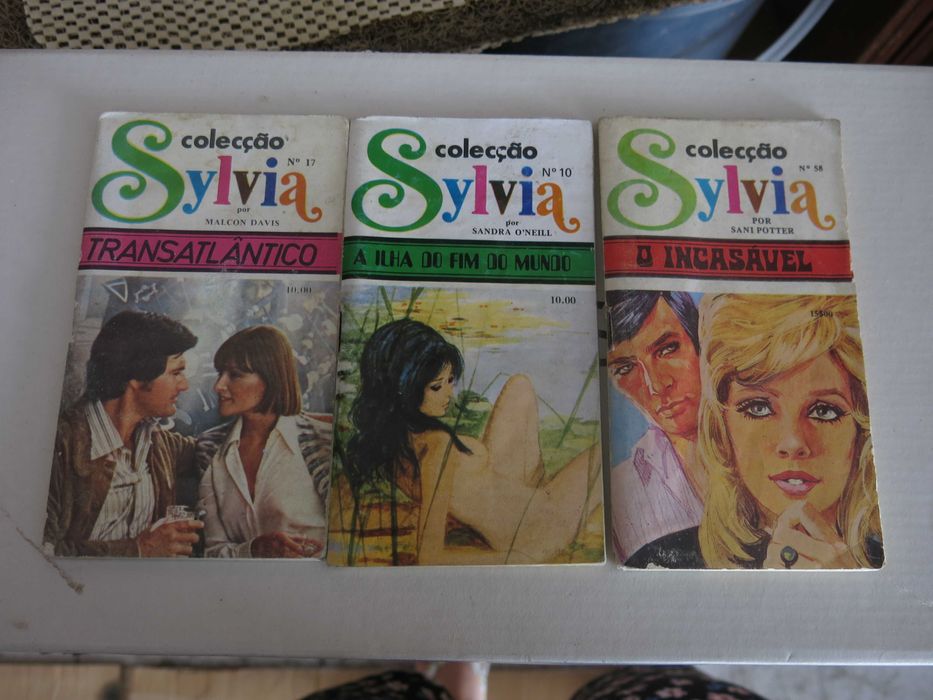 colecção
Sylvia
Nº 17
por
MALCON DAVIS
TRANSATLÂNTICO
10.00
colecção
Sylvia
Nº 10
por
SANDRA O'NEILL
A ILHA DO FIM DO MUNDO
10.00
colecção
Sylvia
Nº 58
POR
SANI POTTER
O INCASÁVEL
15$00